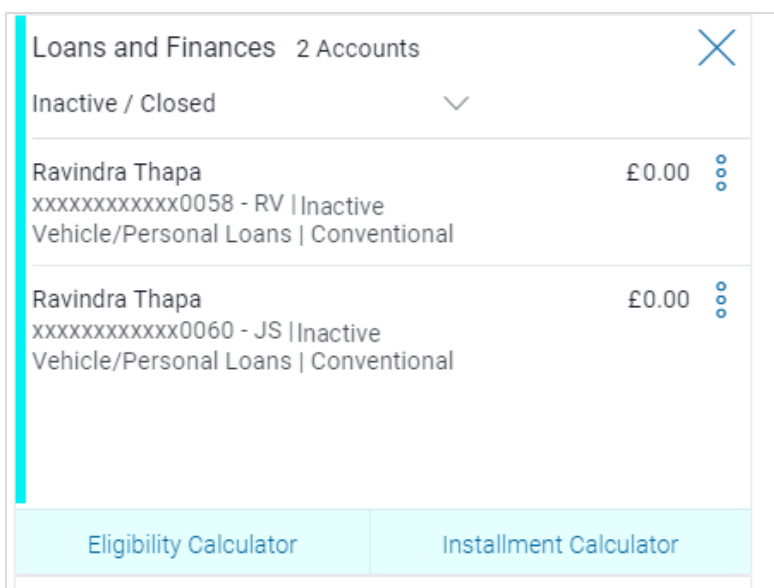 Loans and Finances 2 Accounts
Inactive / Closed
Ravindra Thapa £0.00
xxxxxxxxxxxx0058 - RV | Inactive
Vehicle/Personal Loans | Conventional
Ravindra Thapa £0.00
xxxxxxxxxxxx0060 - JS | Inactive
Vehicle/Personal Loans | Conventional
Eligibility Calculator Installment Calculator